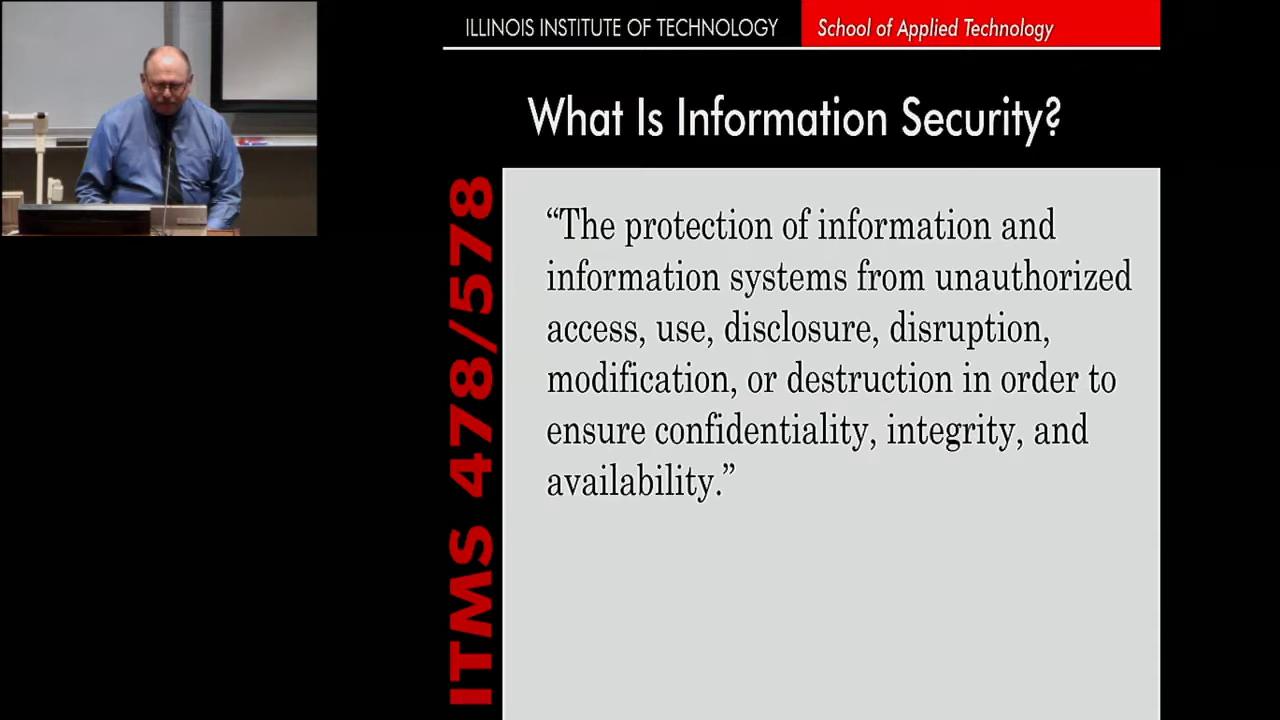 ILLINOIS INSTITUTE OF TECHNOLOGY
School of Applied Technology
What Is Information Security?
ITMS 478/578
“The protection of information and
information systems from unauthorized
access, use, disclosure, disruption,
modification, or destruction in order to
ensure confidentiality, integrity, and
availability.”